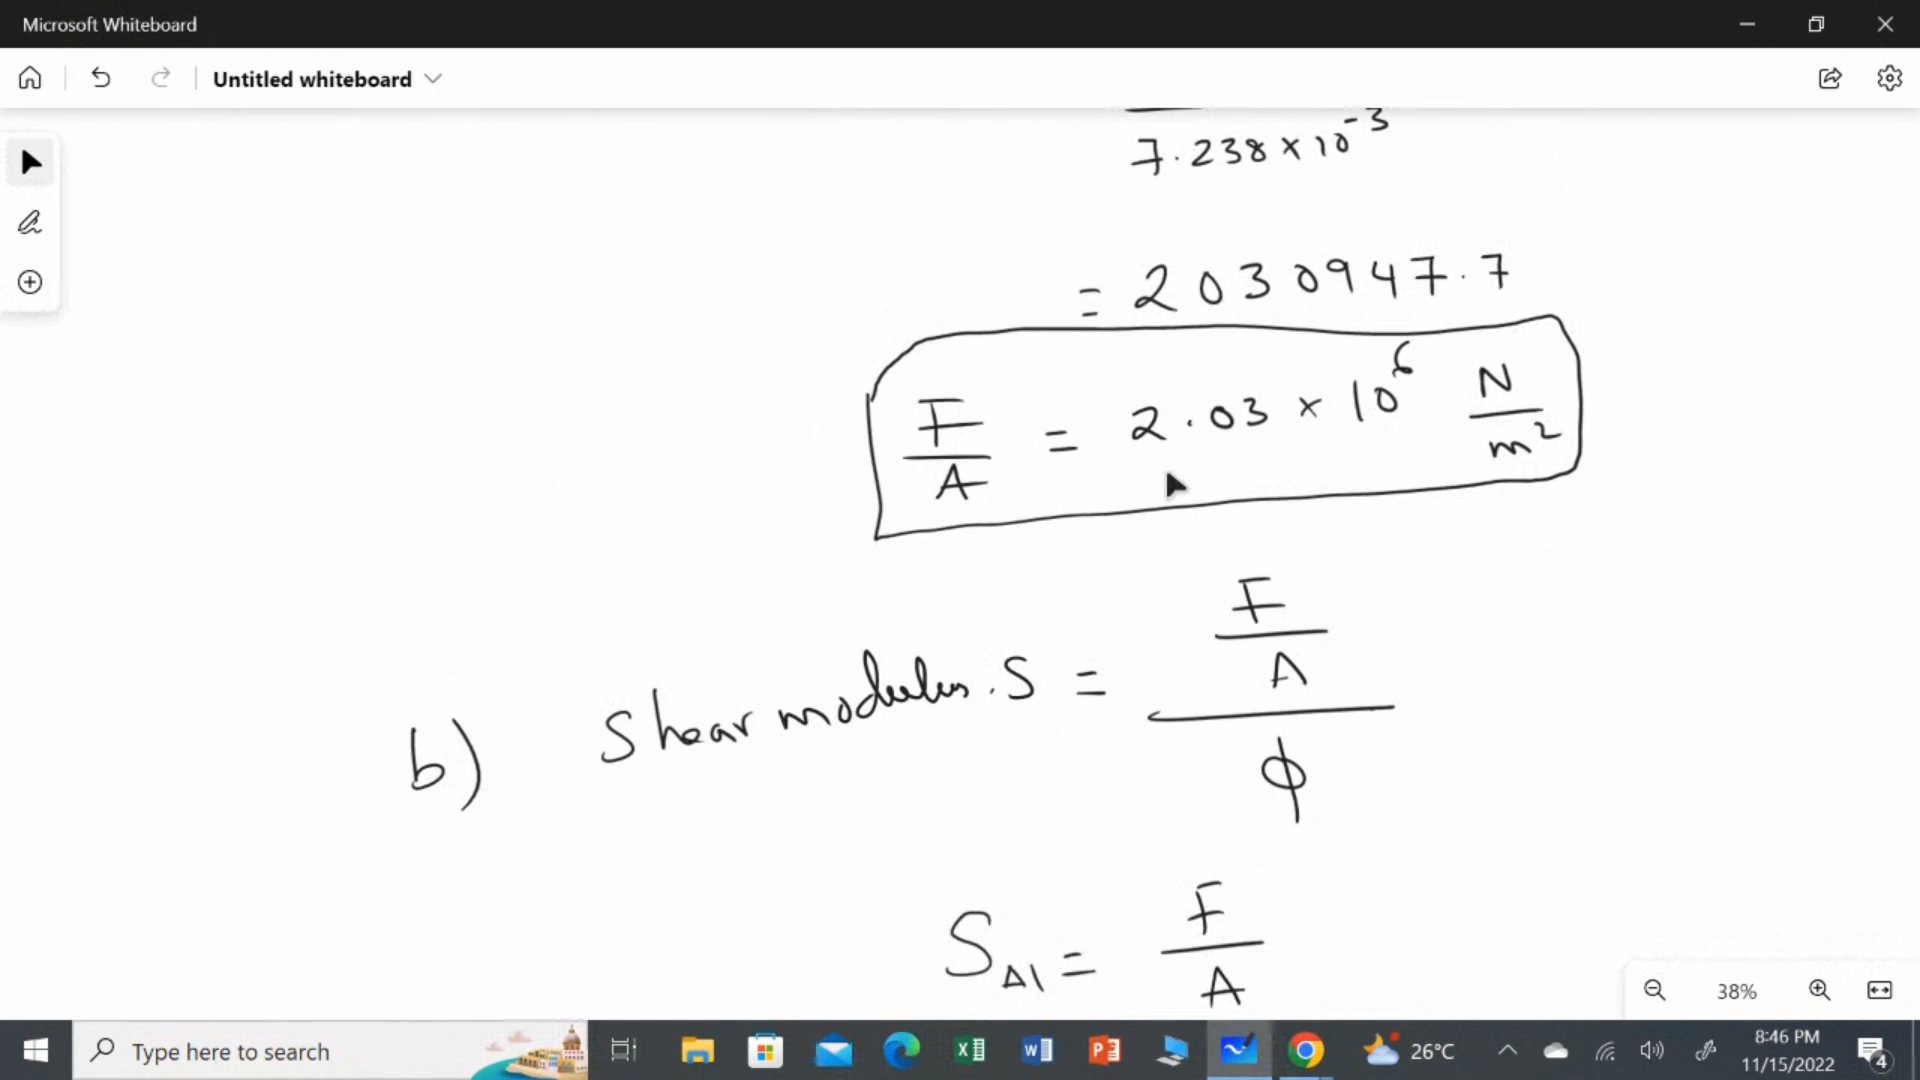 Microsoft Whiteboard
Untitled whiteboard
7.238 × 10⁻³
= 2030947.7
F/A = 2.03 × 10⁶ N/m²
b) Shear modulus. S = F/A / ϕ
S_Al = F/A
38%
Type here to search
26°C
8:46 PM
11/15/2022
4